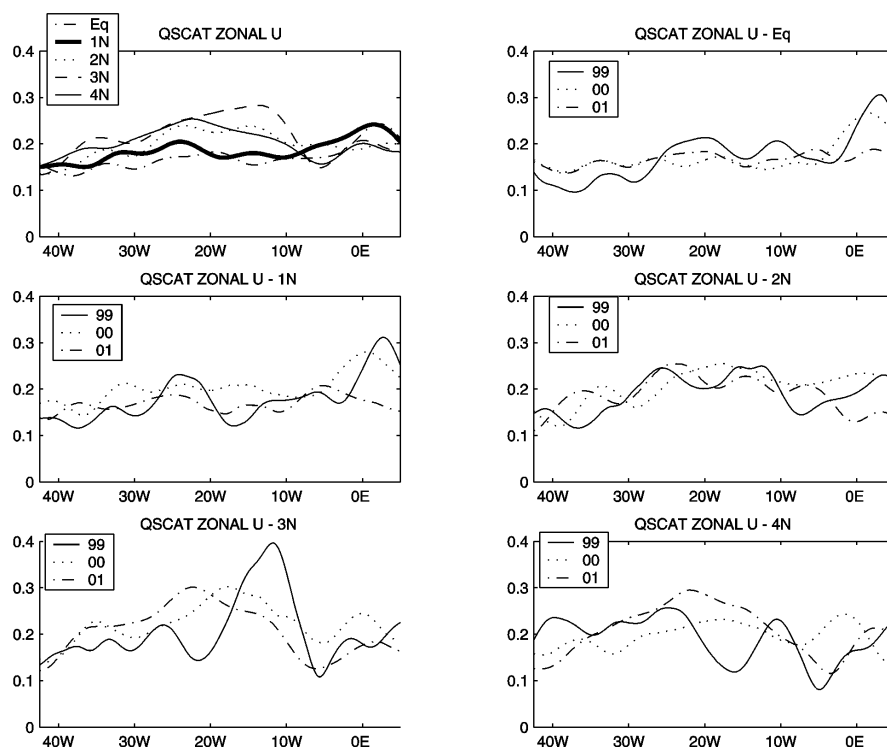 QSCAT ZONAL U
Eq
1N
2N
3N
4N
0.4
0.3
0.2
0.1
0
40W 30W 20W 10W 0E
QSCAT ZONAL U - Eq
99
00
01
0.4
0.3
0.2
0.1
0
40W 30W 20W 10W 0E
QSCAT ZONAL U - 1N
99
00
01
0.4
0.3
0.2
0.1
0
40W 30W 20W 10W 0E
QSCAT ZONAL U - 2N
99
00
01
0.4
0.3
0.2
0.1
0
40W 30W 20W 10W 0E
QSCAT ZONAL U - 3N
99
00
01
0.4
0.3
0.2
0.1
0
40W 30W 20W 10W 0E
QSCAT ZONAL U - 4N
99
00
01
0.4
0.3
0.2
0.1
0
40W 30W 20W 10W 0E